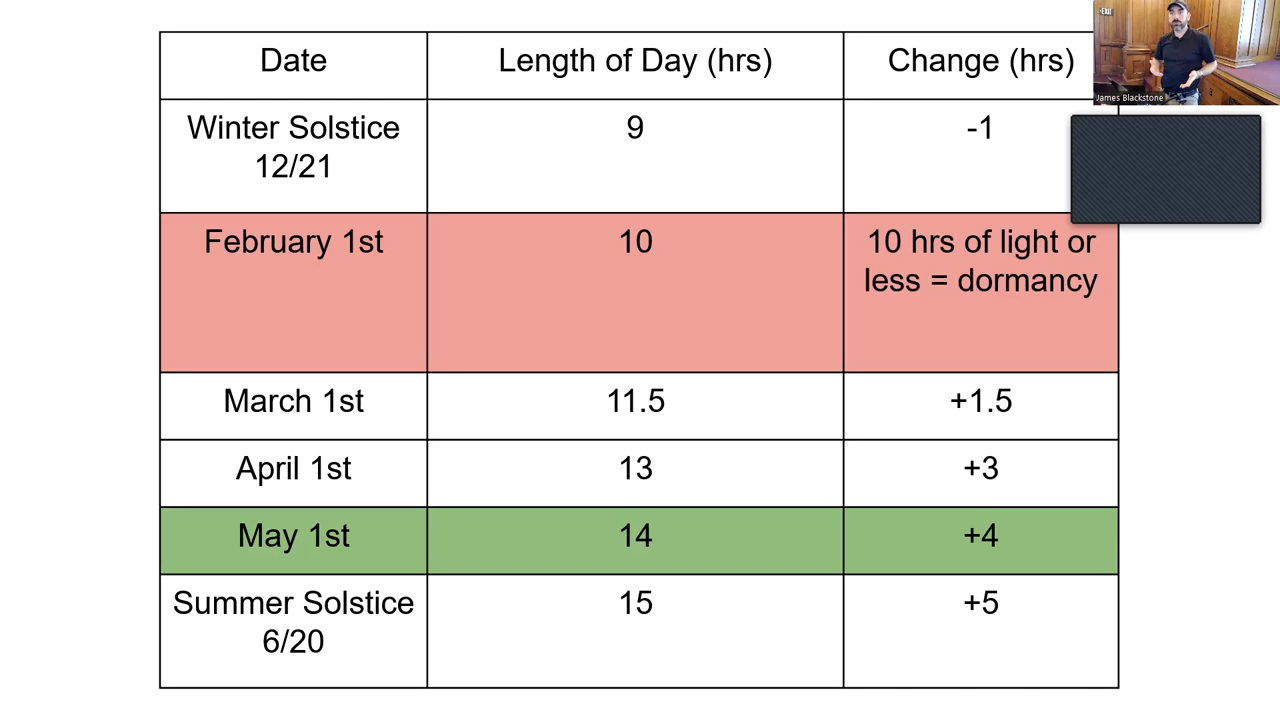 Date
Length of Day (hrs)
Change (hrs)
Winter Solstice
12/21
9
-1
February 1st
10
10 hrs of light or
less = dormancy
March 1st
11.5
+1.5
April 1st
13
+3
May 1st
14
+4
Summer Solstice
6/20
15
+5
EXIT
James Blackstone